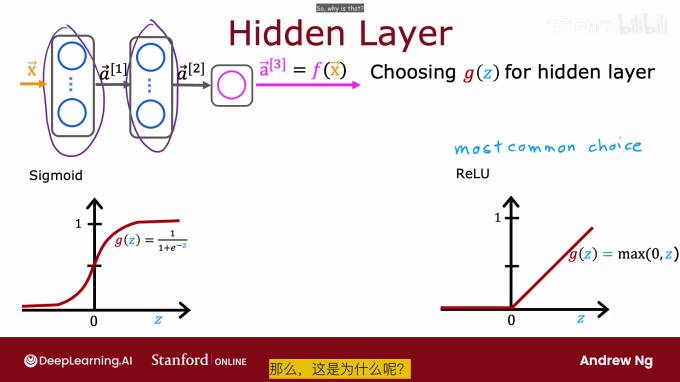 So, why is that?
Hidden Layer
bilibili
x⃗ a⃗[1] a⃗[2] a⃗[3] = f(x⃗) Choosing g(z) for hidden layer
most common choice
Sigmoid
ReLU
1
g(z) = 1/(1+e^-z)
0 z
1
g(z) = max(0, z)
0 z
DeepLearning.AI Stanford ONLINE Andrew Ng
那么，这是为什么呢？